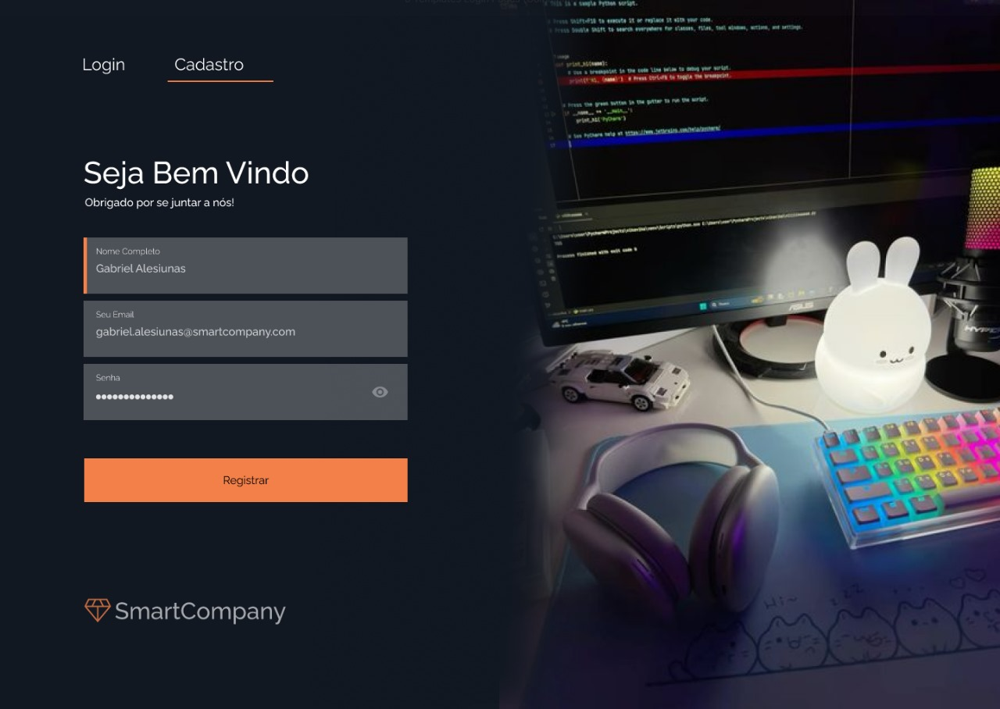 Login
Cadastro
Seja Bem Vindo
Obrigado por se juntar a nós!
Nome Completo
Gabriel Alesiunas
Seu Email
gabriel.alesiunas@smartcompany.com
Senha
Registrar
SmartCompany
# This is a sample Python script.
# Press Shift+F10 to execute it or replace it with your code.
# Press Double Shift to search everywhere for classes, files, tool windows, actions, and settings.
def print_hi(name):
# Use a breakpoint in the code line below to debug your script.
print(f'Hi, {name}') # Press Ctrl+F8 to toggle the breakpoint.
# Press the green button in the gutter to run the script.
if __name__ == '__main__':
print_hi('PyCharm')
# See PyCharm help at https://www.jetbrains.com/help/pycharm/
Process finished with exit code 0
ASUS
HYPER
Hi~
zzz